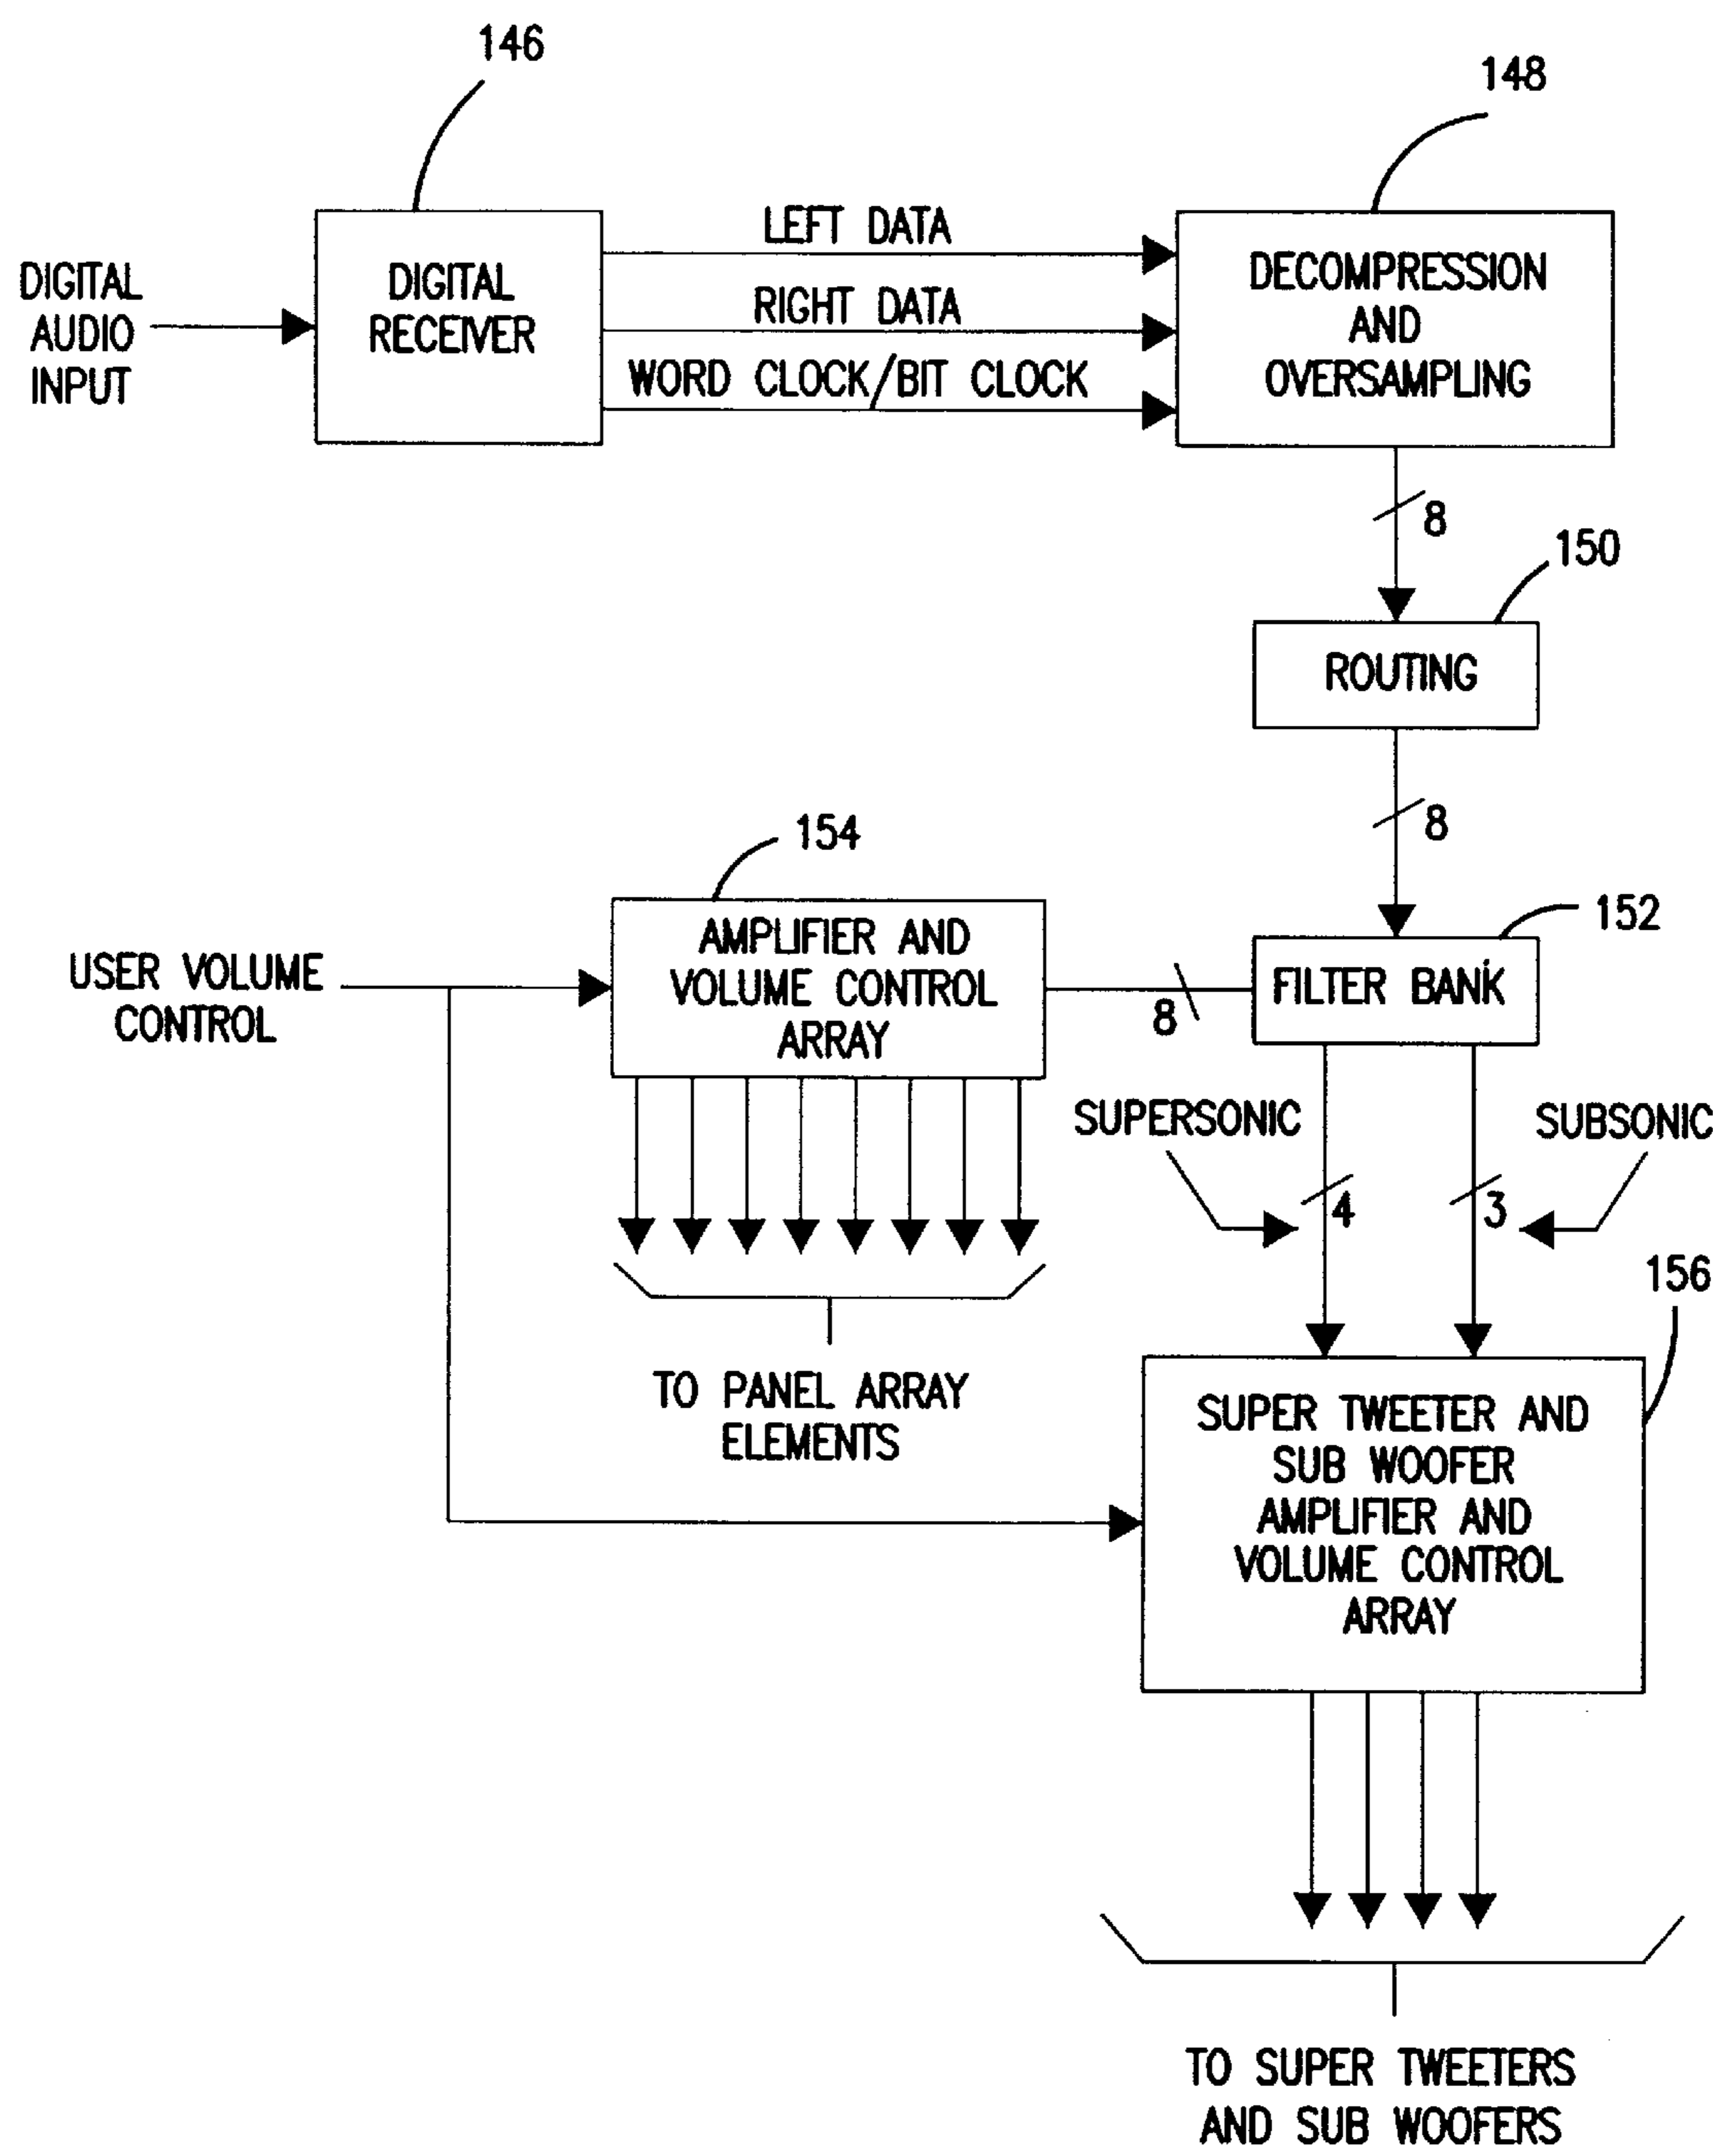 146
148
DIGITAL
AUDIO
INPUT
DIGITAL
RECEIVER
LEFT DATA
RIGHT DATA
WORD CLOCK/BIT CLOCK
DECOMPRESSION
AND
OVERSAMPLING
8
150
ROUTING
8
154
152
USER VOLUME
CONTROL
AMPLIFIER AND
VOLUME CONTROL
ARRAY
8
FILTER BANK
SUPERSONIC
SUBSONIC
4
3
156
TO PANEL ARRAY
ELEMENTS
SUPER TWEETER AND
SUB WOOFER
AMPLIFIER AND
VOLUME CONTROL
ARRAY
TO SUPER TWEETERS
AND SUB WOOFERS